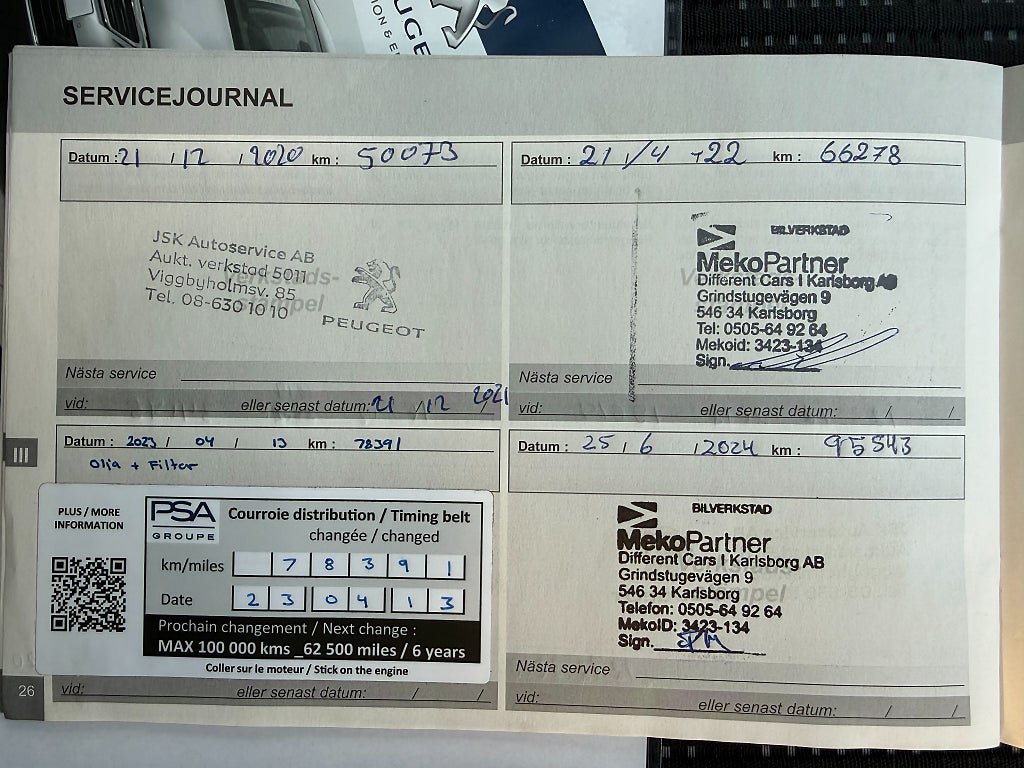 UGE
ION & E
SERVICEJOURNAL
Datum : 21 / 12 / 2020 km : 50073
JSK Autoservice AB
Aukt. verkstad 5011
Viggbyholmsv. 85
Tel. 08-630 10 10
PEUGEOT
Nästa service
vid: eller senast datum: 21 / 12 / 2021
Datum : 21 / 4 -22 km : 66278
BILVERKSTAD
MekoPartner
Different Cars I Karlsborg AB
Grindstugevägen 9
546 34 Karlsborg
Tel: 0505-64 92 64
Mekoid: 3423-134
Sign.
Nästa service
vid: eller senast datum: / /
Datum : 2023 / 04 / 13 km : 78391
Olja + Filter
PLUS / MORE
INFORMATION
PSA
GROUPE
Courroie distribution / Timing belt
changée / changed
km/miles 7 8 3 9 1
Date 2 3 0 4 1 3
Prochain changement / Next change :
MAX 100 000 kms _62 500 miles / 6 years
Coller sur le moteur / Stick on the engine
vid: eller senast datum: / /
Datum : 25 / 6 / 2024 km : 95543
BILVERKSTAD
MekoPartner
Different Cars I Karlsborg AB
Grindstugevägen 9
546 34 Karlsborg
Telefon: 0505-64 92 64
MekoID: 3423-134
Sign.
Nästa service
vid: eller senast datum: / /
III
26